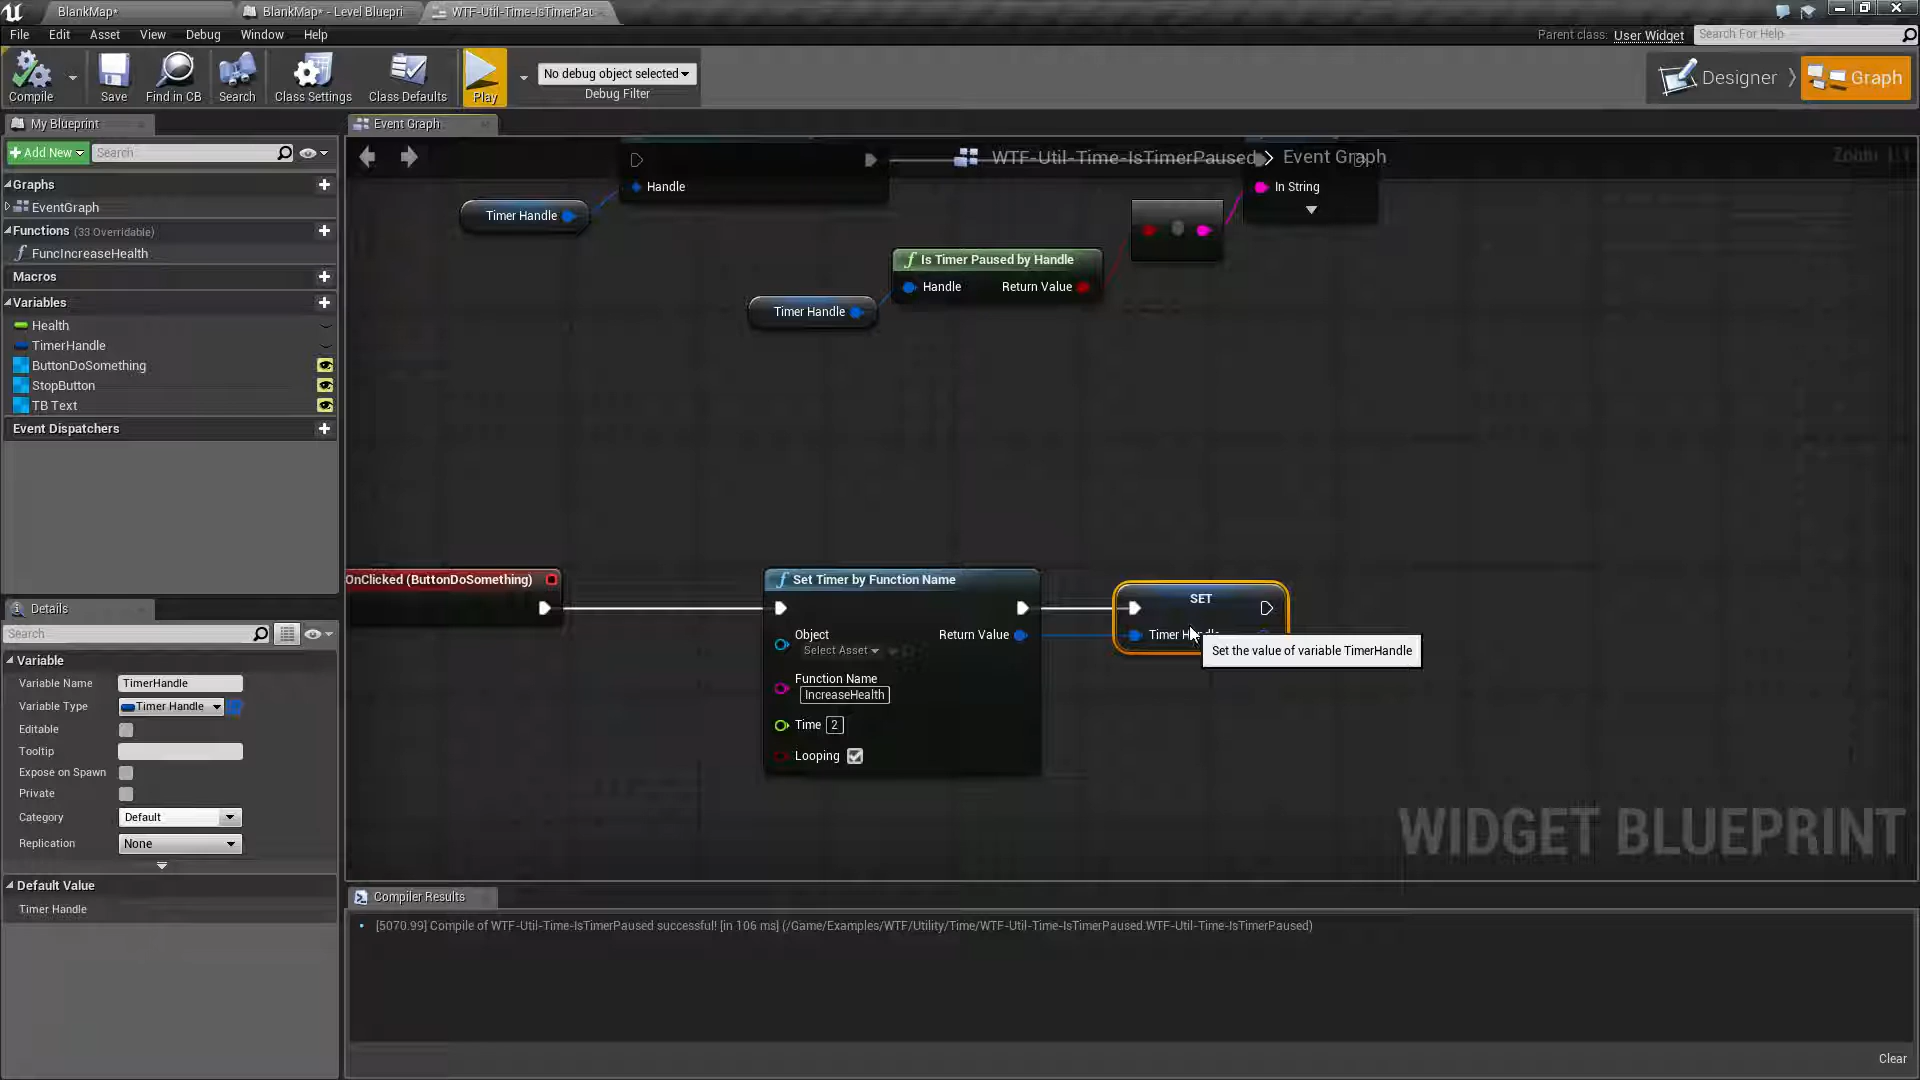 BlankMap*
BlankMap* - Level Bluepri
WTF-Util-Time-IsTimerPau
File Edit Asset View Debug Window Help
Parent class: User Widget
Search For Help
Compile
Save
Find in CB
Search
Class Settings
Class Defaults
Play
No debug object selected
Debug Filter
Designer
Graph
My Blueprint
Add New
Search
Graphs
EventGraph
Functions (33 Overridable)
FuncIncreaseHealth
Macros
Variables
Health
TimerHandle
ButtonDoSomething
StopButton
TB Text
Event Dispatchers
Details
Search
Variable
Variable Name TimerHandle
Variable Type Timer Handle
Editable
Tooltip
Expose on Spawn
Private
Category Default
Replication None
Default Value
Timer Handle
Event Graph
WTF-Util-Time-IsTimerPaused > Event Graph
Zoom 1:1
Handle
Timer Handle
In String
Is Timer Paused by Handle
Handle Return Value
Timer Handle
OnClicked (ButtonDoSomething)
Set Timer by Function Name
Object
Select Asset
Return Value
Function Name
IncreaseHealth
Time 2
Looping
SET
Set the value of variable TimerHandle
WIDGET BLUEPRINT
Compiler Results
[5070.99] Compile of WTF-Util-Time-IsTimerPaused successful! [in 106 ms] (/Game/Examples/WTF/Utility/Time/WTF-Util-Time-IsTimerPaused.WTF-Util-Time-IsTimerPaused)
Clear